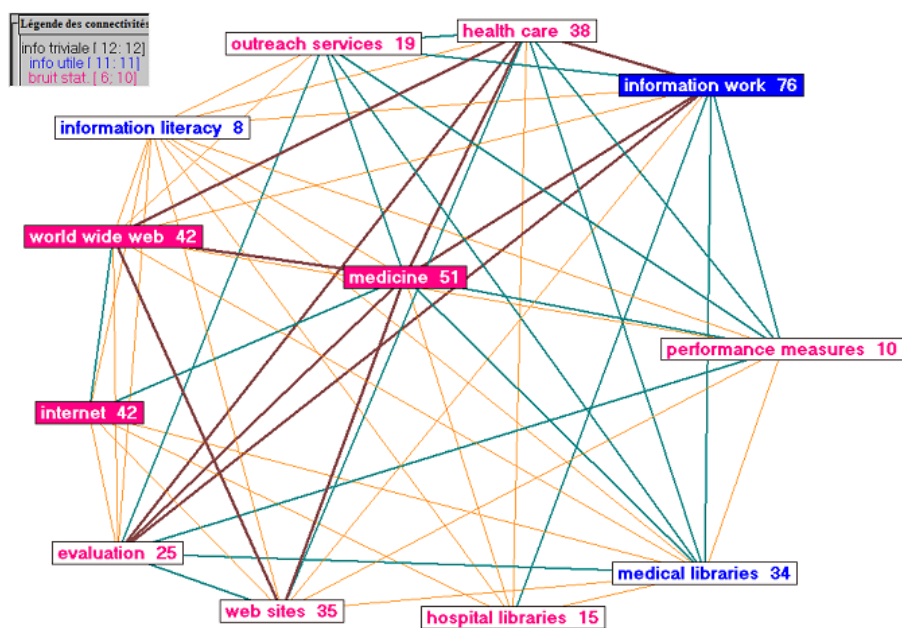 Légende des connectivités
info triviale [ 12: 12]
info utile [ 11: 11]
bruit stat. [ 6; 10]
health care 38
outreach services 19
information work 76
information literacy 8
world wide web 42
medicine 51
performance measures 10
internet 42
evaluation 25
medical libraries 34
web sites 35
hospital libraries 15